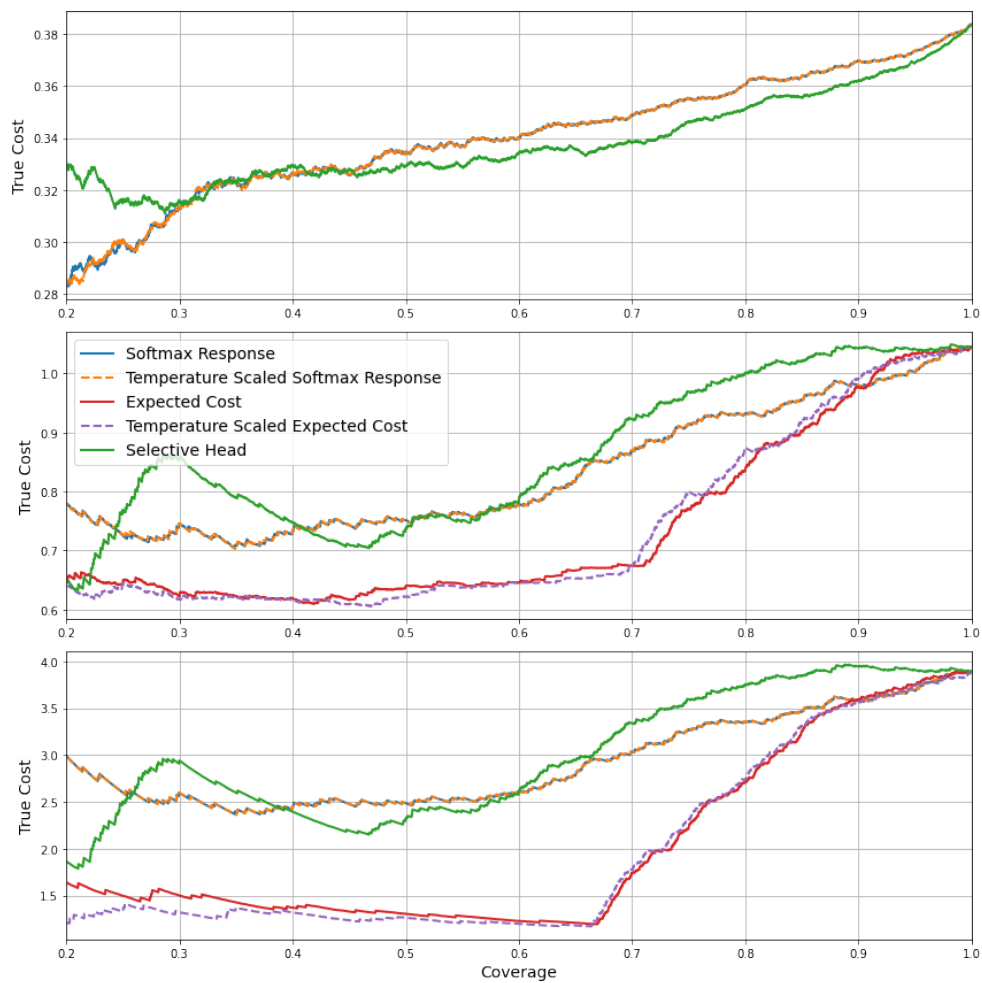 0.38
0.36
0.34
0.32
0.30
0.28
True Cost
0.2 0.3 0.4 0.5 0.6 0.7 0.8 0.9 1.0
Softmax Response
Temperature Scaled Softmax Response
Expected Cost
Temperature Scaled Expected Cost
Selective Head
1.0
0.9
0.8
0.7
0.6
True Cost
0.2 0.3 0.4 0.5 0.6 0.7 0.8 0.9 1.0
4.0
3.5
3.0
2.5
2.0
1.5
True Cost
0.2 0.3 0.4 0.5 0.6 0.7 0.8 0.9 1.0
Coverage